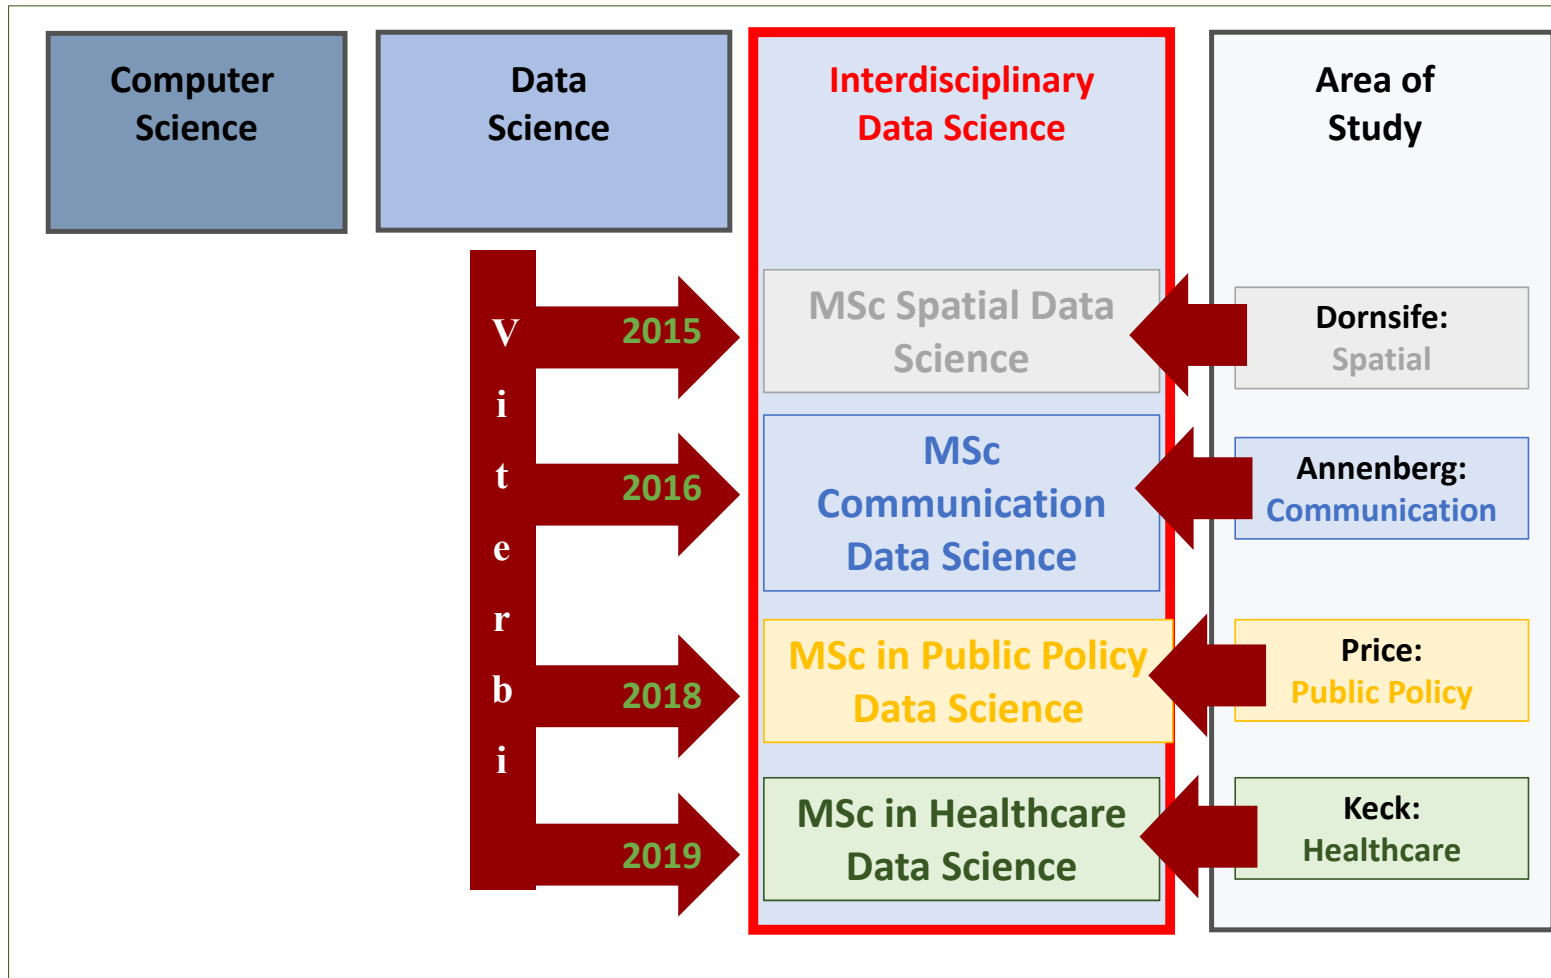 Computer
Science
Data
Science
Interdisciplinary
Data Science
Area of
Study
Viterbi
2015
MSc Spatial Data
Science
Dornsife:
Spatial
2016
MSc
Communication
Data Science
Annenberg:
Communication
2018
MSc in Public Policy
Data Science
Price:
Public Policy
2019
MSc in Healthcare
Data Science
Keck:
Healthcare